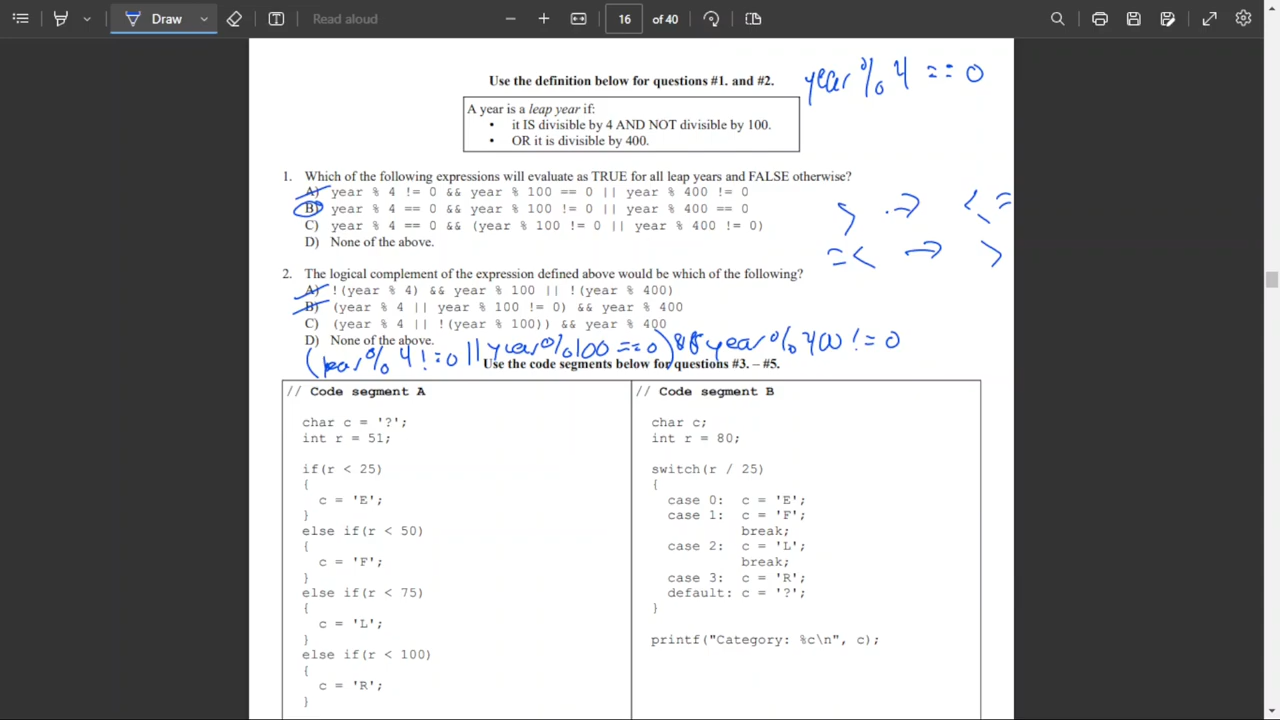 Draw
Read aloud
16 of 40
Use the definition below for questions #1. and #2.
year % 4 == 0
A year is a leap year if:
• it IS divisible by 4 AND NOT divisible by 100.
• OR it is divisible by 400.
1. Which of the following expressions will evaluate as TRUE for all leap years and FALSE otherwise?
A) year % 4 != 0 && year % 100 == 0 || year % 400 != 0
B) year % 4 == 0 && year % 100 != 0 || year % 400 == 0
C) year % 4 == 0 && (year % 100 != 0 || year % 400 != 0)
D) None of the above.
> → <=
=< → >
2. The logical complement of the expression defined above would be which of the following?
A) !(year % 4) && year % 100 || !(year % 400)
B) (year % 4 || year % 100 != 0) && year % 400
C) (year % 4 || !(year % 100)) && year % 400
D) None of the above.
(year % 4 != 0 || year % 100 == 0) && year % 400 != 0
Use the code segments below for questions #3. – #5.
// Code segment A
char c = '?';
int r = 51;
if(r < 25)
{
c = 'E';
}
else if(r < 50)
{
c = 'F';
}
else if(r < 75)
{
c = 'L';
}
else if(r < 100)
{
c = 'R';
}
// Code segment B
char c;
int r = 80;
switch(r / 25)
{
case 0: c = 'E';
case 1: c = 'F';
break;
case 2: c = 'L';
break;
case 3: c = 'R';
default: c = '?';
}
printf("Category: %c\n", c);